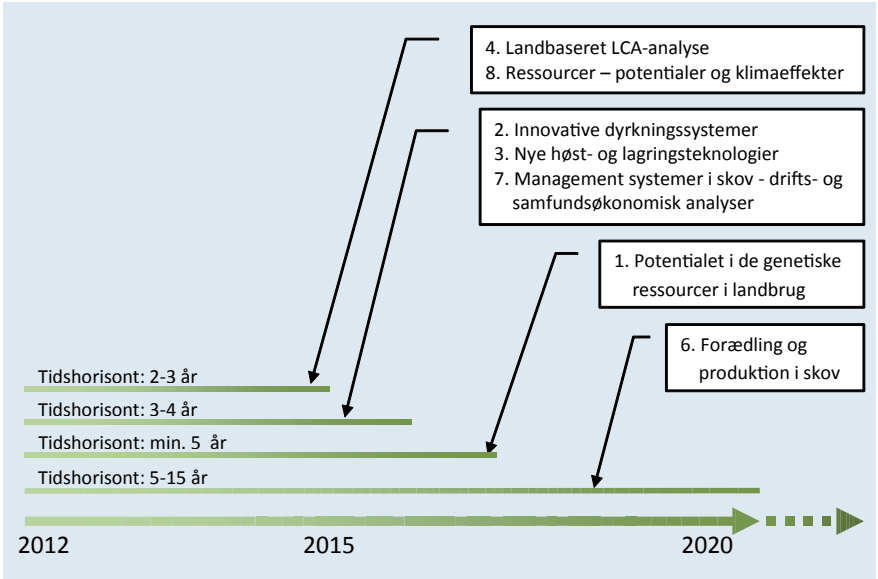 4. Landbaseret LCA-analyse
8. Ressourcer – potentialer og klimaeffekter
2. Innovative dyrkningssystemer
3. Nye høst- og lagringsteknologier
7. Management systemer i skov - drifts- og
samfundsøkonomisk analyser
1. Potentialet i de genetiske
ressourcer i landbrug
6. Forædling og
produktion i skov
Tidshorisont: 2-3 år
Tidshorisont: 3-4 år
Tidshorisont: min. 5 år
Tidshorisont: 5-15 år
2012 2015 2020